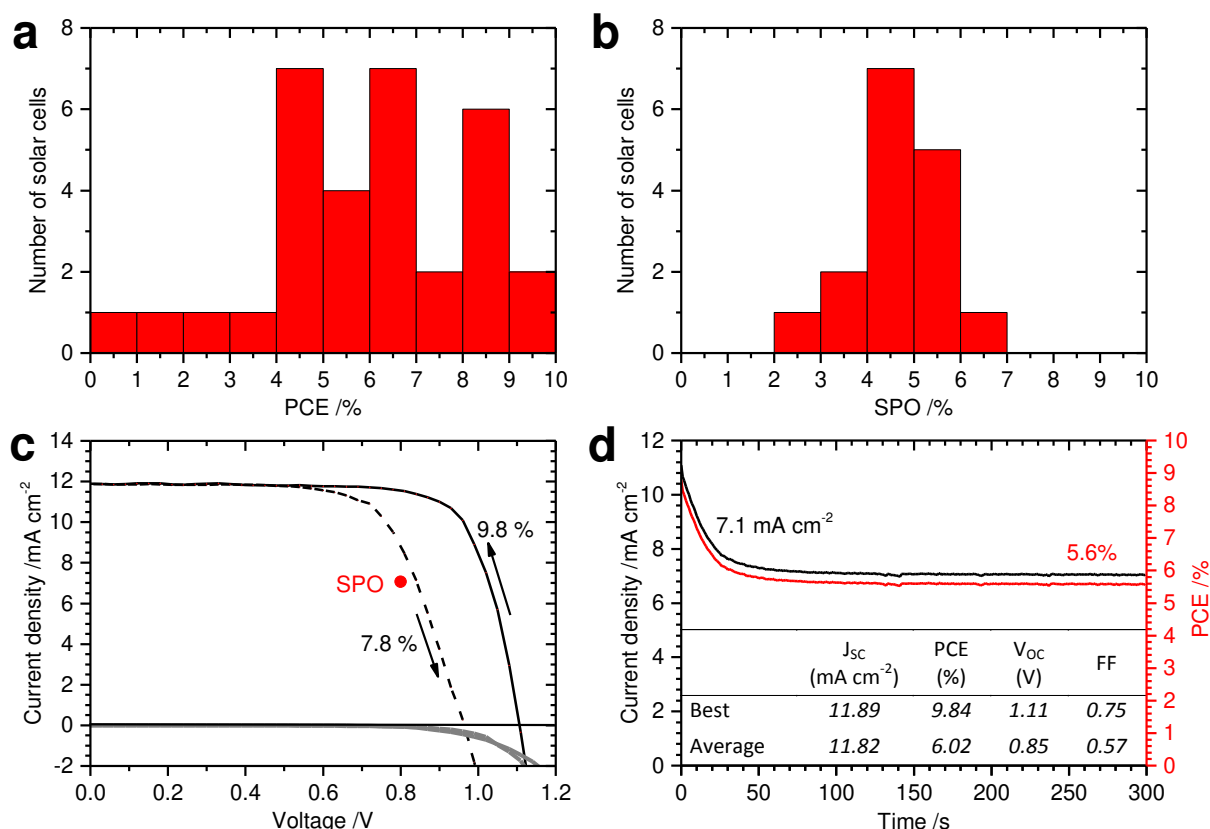 a
8
6
4
2
0
Number of solar cells
0 1 2 3 4 5 6 7 8 9 10
PCE /%
b
8
6
4
2
0
Number of solar cells
0 1 2 3 4 5 6 7 8 9 10
SPO /%
c
14
12
10
8
6
4
2
0
-2
Current density /mA cm-2
9.8 %
SPO
7.8 %
0.0 0.2 0.4 0.6 0.8 1.0 1.2
Voltage /V
d
12
10
8
6
4
2
0
Current density /mA cm-2
7.1 mA cm-2
5.6%
10
9
8
7
6
5
4
3
2
1
0
PCE /%
JSC PCE VOC FF
(mA cm-2) (%) (V)
Best 11.89 9.84 1.11 0.75
Average 11.82 6.02 0.85 0.57
0 50 100 150 200 250 300
Time /s